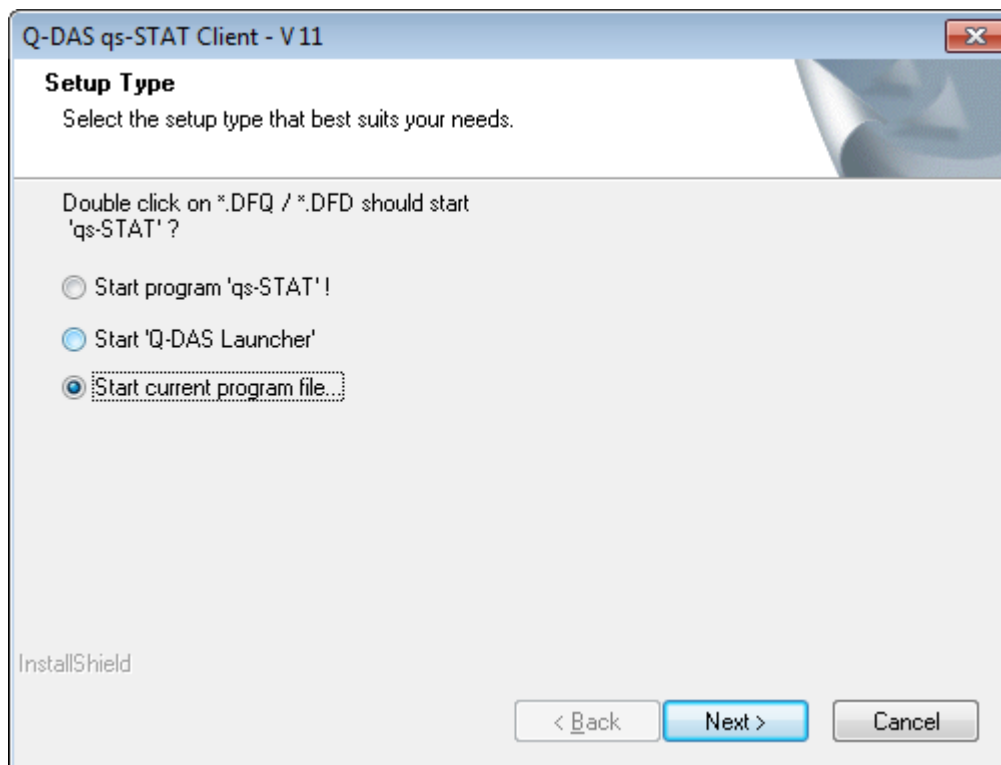 Q-DAS qs-STAT Client - V 11
Setup Type
Select the setup type that best suits your needs.
Double click on *.DFQ / *.DFD should start
'qs-STAT' ?
Start program 'qs-STAT' !
Start 'Q-DAS Launcher'
Start current program file...
InstallShield
< Back Next > Cancel